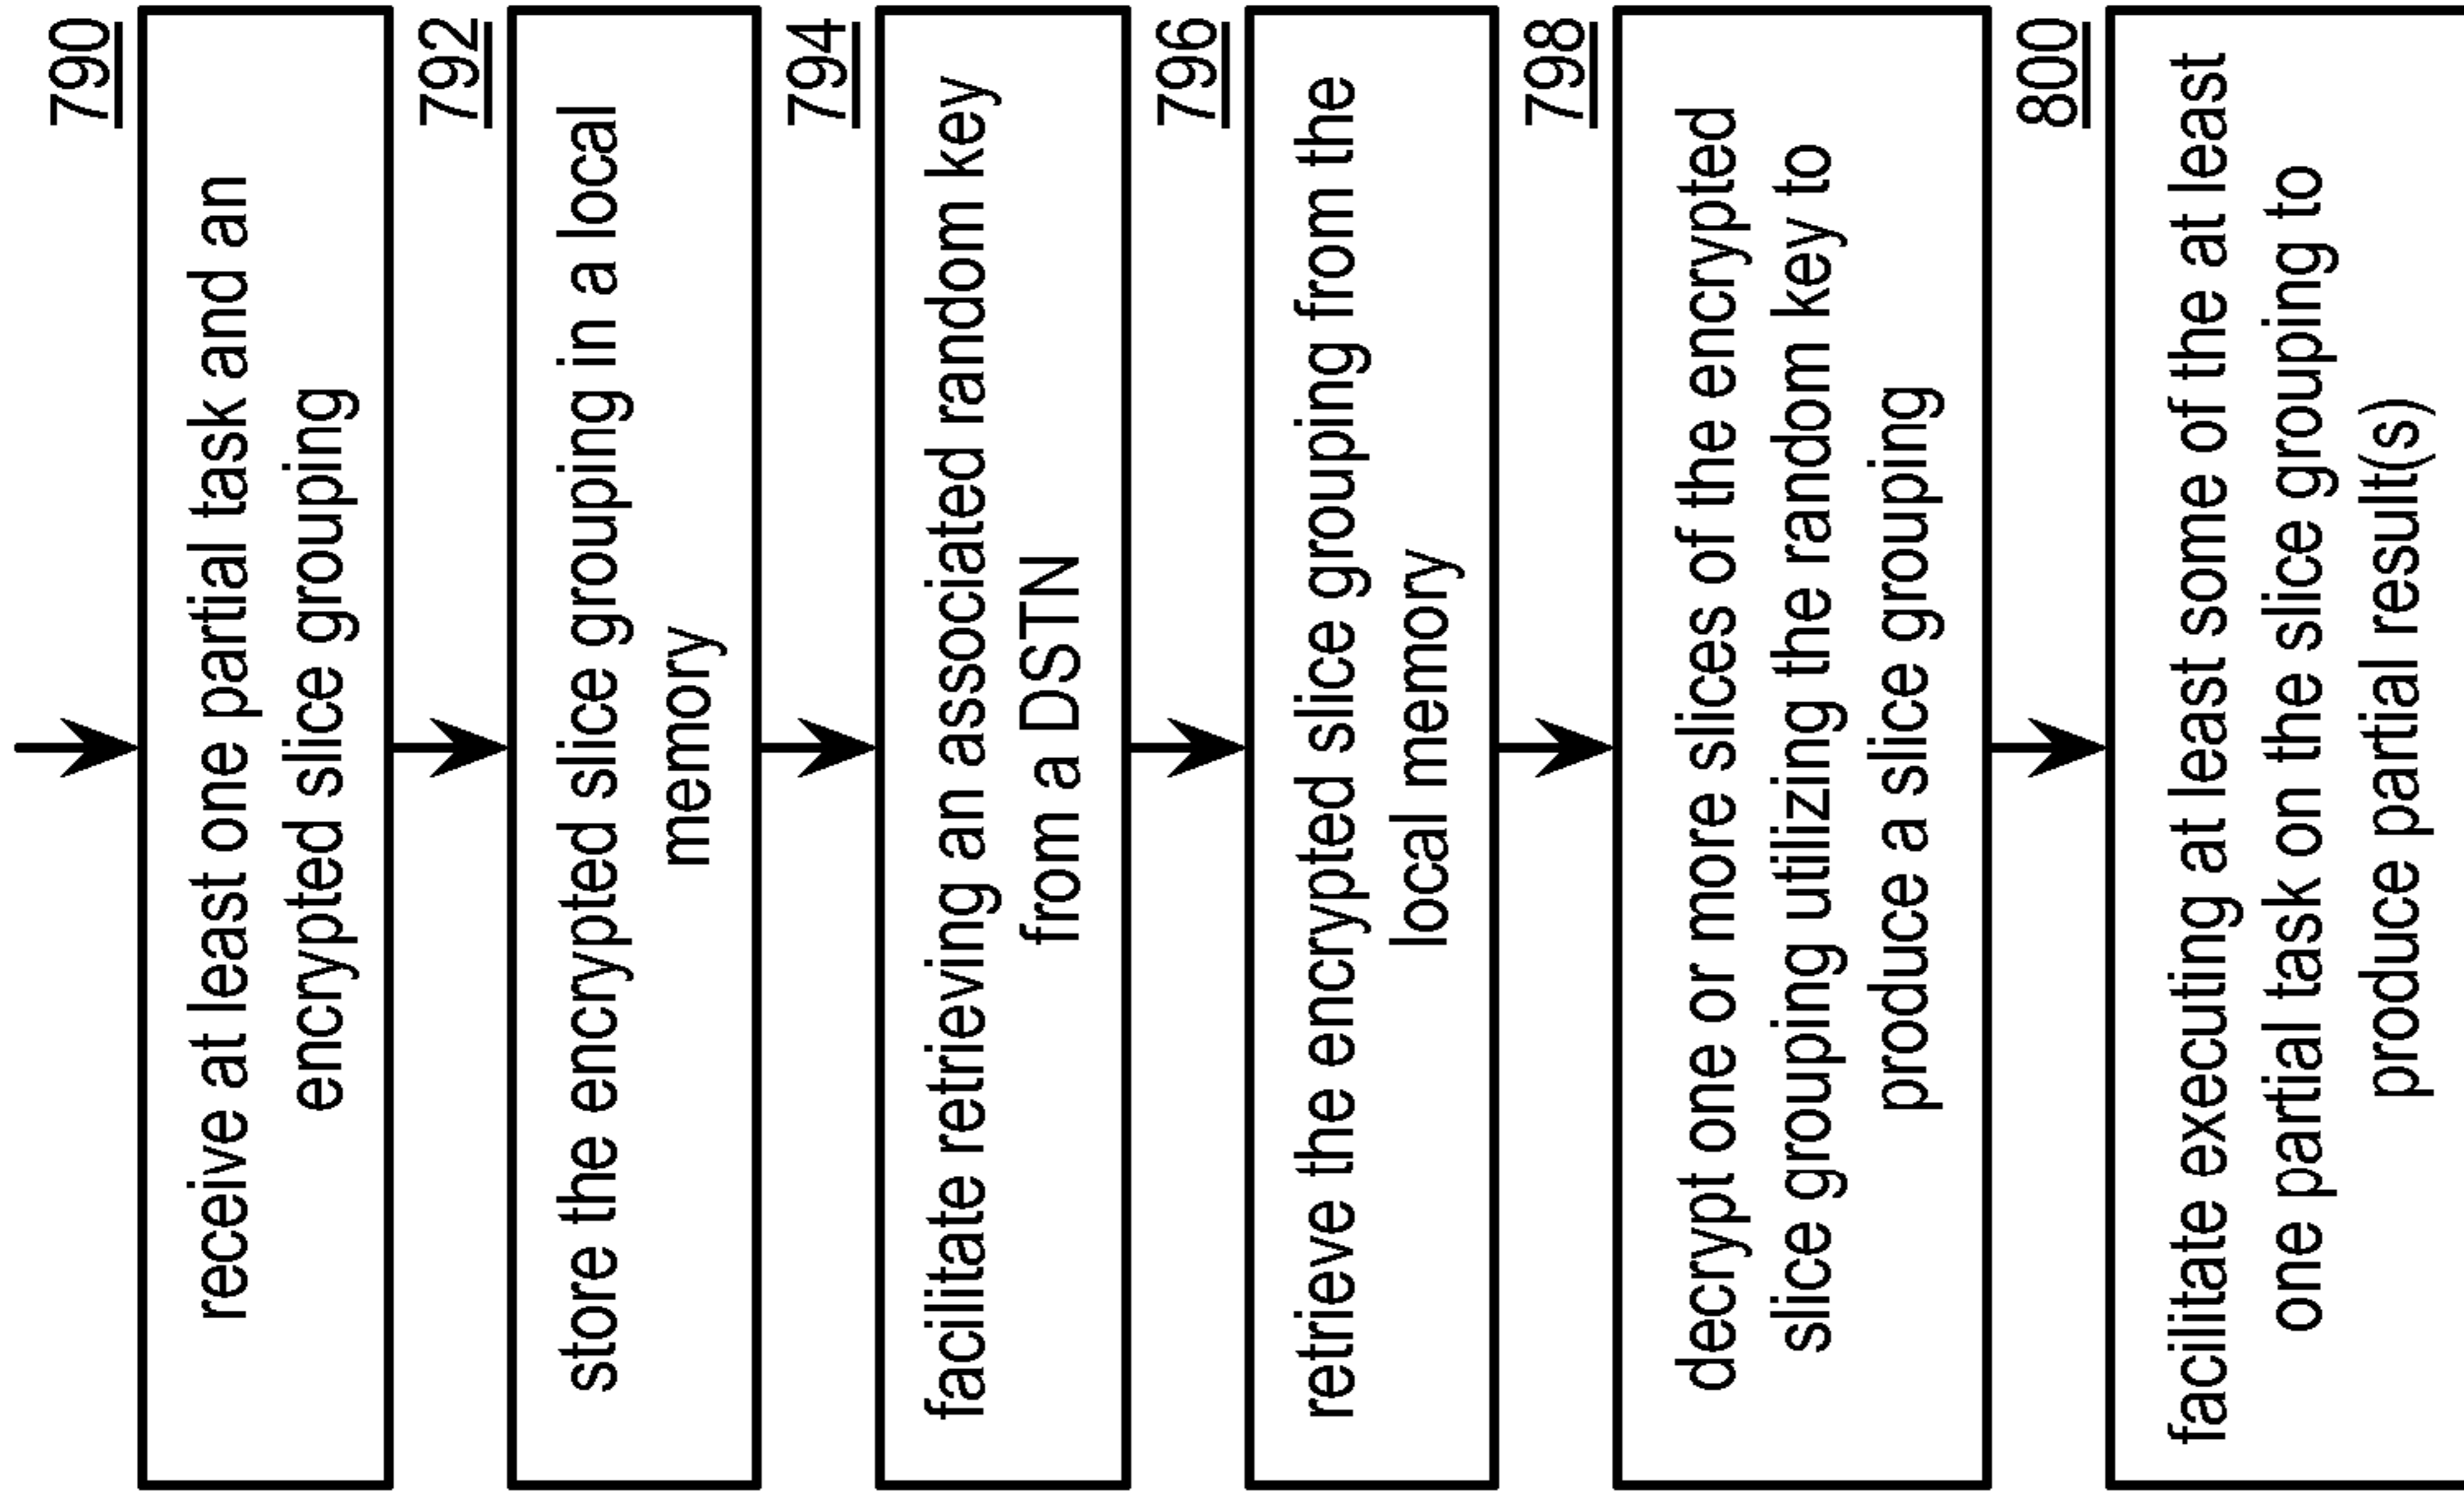 790
receive at least one partial task and an
encrypted slice grouping
792
store the encrypted slice grouping in a local
memory
794
facilitate retrieving an associated random key
from a DSTN
796
retrieve the encrypted slice grouping from the
local memory
798
decrypt one or more slices of the encrypted
slice grouping utilizing the random key to
produce a slice grouping
800
facilitate executing at least some of the at least
one partial task on the slice grouping to
produce partial result(s)